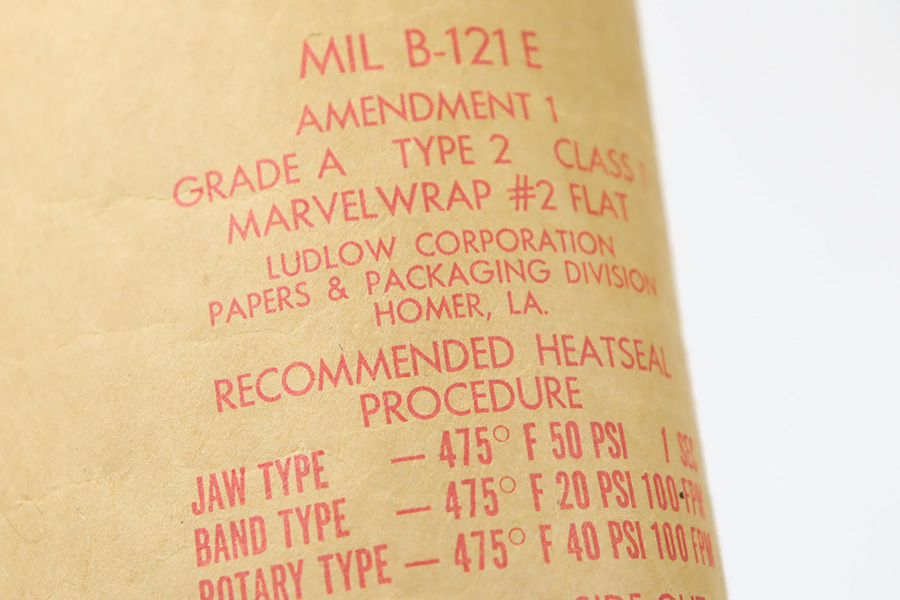 MIL B-121 E
AMENDMENT 1
GRADE A TYPE 2 CLASS 1
MARVELWRAP #2 FLAT
LUDLOW CORPORATION
PAPERS & PACKAGING DIVISION
HOMER, LA.
RECOMMENDED HEATSEAL
PROCEDURE
JAW TYPE — 475° F 50 PSI 1 SEC
BAND TYPE — 475° F 20 PSI 100 FPM
ROTARY TYPE — 475° F 40 PSI 100 FPM
SIDE OUT